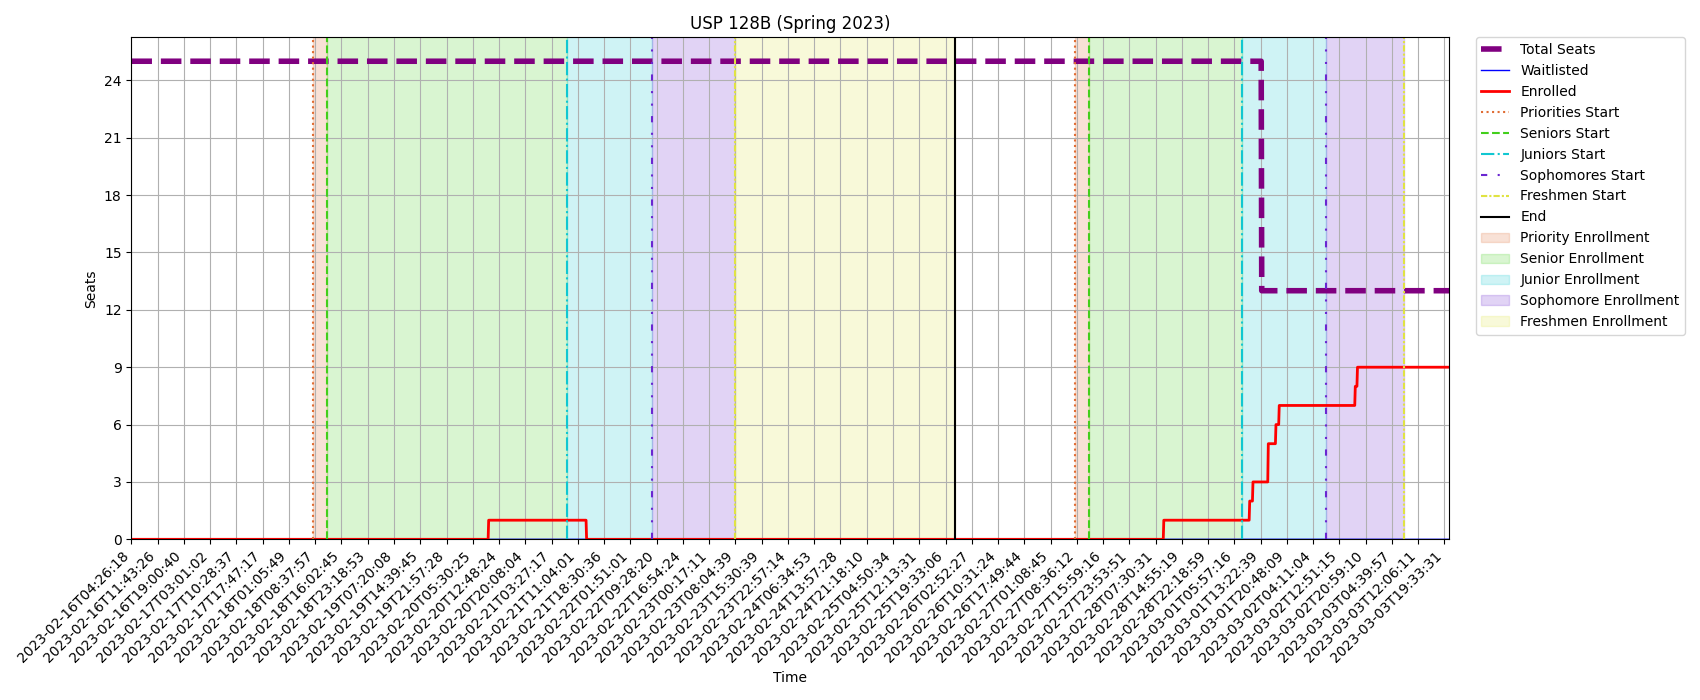 USP 128B (Spring 2023)
Seats
24
21
18
15
12
9
6
3
0
2023-02-16T04:26:18
2023-02-16T11:43:26
2023-02-16T19:00:40
2023-02-17T03:01:02
2023-02-17T10:28:37
2023-02-17T17:47:17
2023-02-18T01:05:49
2023-02-18T08:37:57
2023-02-18T16:02:45
2023-02-18T23:18:53
2023-02-19T07:20:08
2023-02-19T14:39:45
2023-02-19T21:57:28
2023-02-20T05:30:25
2023-02-20T12:48:24
2023-02-20T20:08:04
2023-02-21T03:27:17
2023-02-21T11:04:01
2023-02-21T18:30:36
2023-02-22T01:51:01
2023-02-22T09:28:20
2023-02-22T16:54:24
2023-02-23T00:17:11
2023-02-23T08:04:39
2023-02-23T15:30:39
2023-02-23T22:57:14
2023-02-24T06:34:53
2023-02-24T13:57:28
2023-02-24T21:18:10
2023-02-25T04:50:34
2023-02-25T12:13:31
2023-02-25T19:33:06
2023-02-26T02:52:27
2023-02-26T10:31:24
2023-02-26T17:49:44
2023-02-27T01:08:45
2023-02-27T08:36:12
2023-02-27T15:59:16
2023-02-27T23:53:51
2023-02-28T07:30:31
2023-02-28T14:55:19
2023-02-28T22:18:59
2023-03-01T05:57:16
2023-03-01T13:22:39
2023-03-01T20:48:09
2023-03-02T04:11:04
2023-03-02T12:51:15
2023-03-02T20:59:10
2023-03-03T04:39:57
2023-03-03T12:06:11
2023-03-03T19:33:31
Time
Total Seats
Waitlisted
Enrolled
Priorities Start
Seniors Start
Juniors Start
Sophomores Start
Freshmen Start
End
Priority Enrollment
Senior Enrollment
Junior Enrollment
Sophomore Enrollment
Freshmen Enrollment